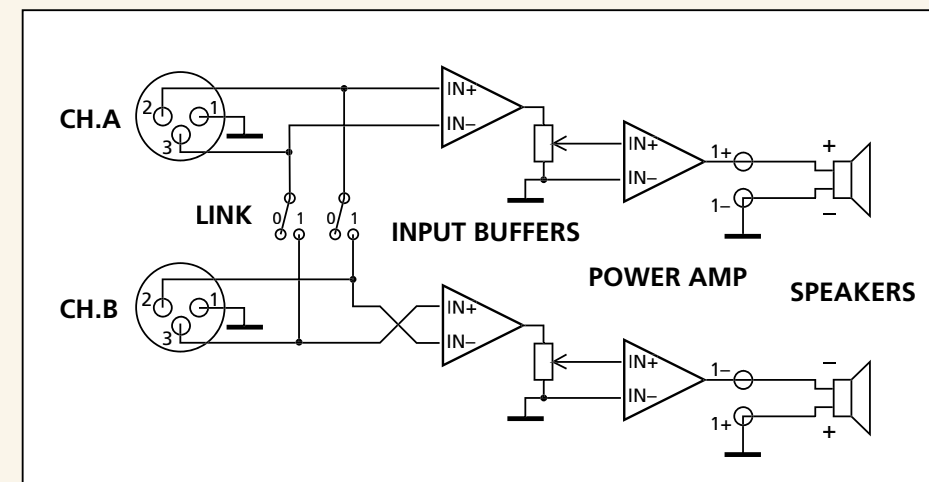 CH.A
2
1
3
IN+
IN–
IN+
IN–
1+
1–
+
–
LINK
0
1
0
1
INPUT BUFFERS
POWER AMP
SPEAKERS
CH.B
2
1
3
IN+
IN–
IN+
IN–
1–
1+
–
+